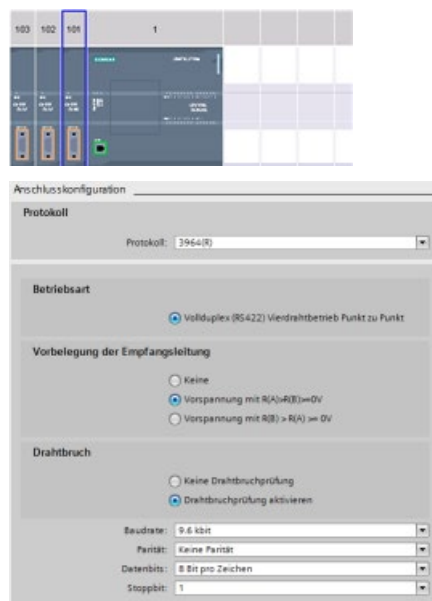 103 102 101 1
SIEMENS
Anschlusskonfiguration
Protokoll
Protokoll: 3964(R)
Betriebsart
Vollduplex (RS422) Vierdrahtbetrieb Punkt zu Punkt
Vorbelegung der Empfangsleitung
Keine
Vorspannung mit R(A)>R(B)>=0V
Vorspannung mit R(B) > R(A) >= 0V
Drahtbruch
Keine Drahtbruchprüfung
Drahtbruchprüfung aktivieren
Baudrate: 9.6 kbit
Parität: Keine Parität
Datenbits: 8 Bit pro Zeichen
Stoppbit: 1